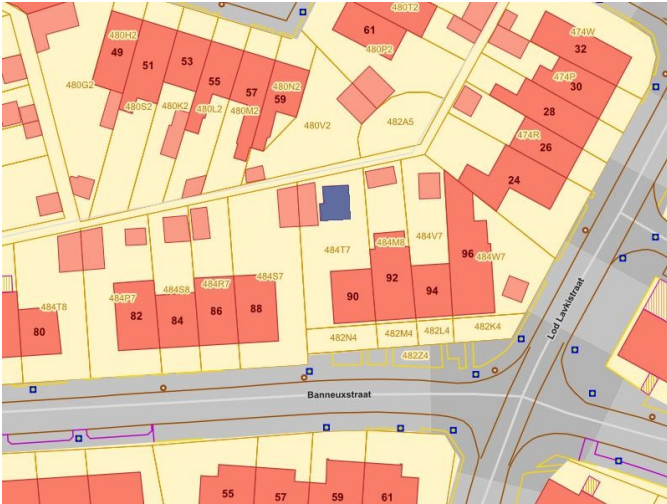 480T2
61
480P2
474W
32
480H2
49
51
53
55
57
480N2
59
474P
30
480G2
480S2
480K2
480L2
480M2
480V2
482A5
28
474R
26
24
484T7
484M8
484V7
96
484W7
92
94
90
484S7
484R7
484S8
484P7
484T8
82
84
86
88
80
482N4
482M4
482L4
482K4
482Z4
Lod Lavkistraat
Banneuxstraat
55
57
59
61